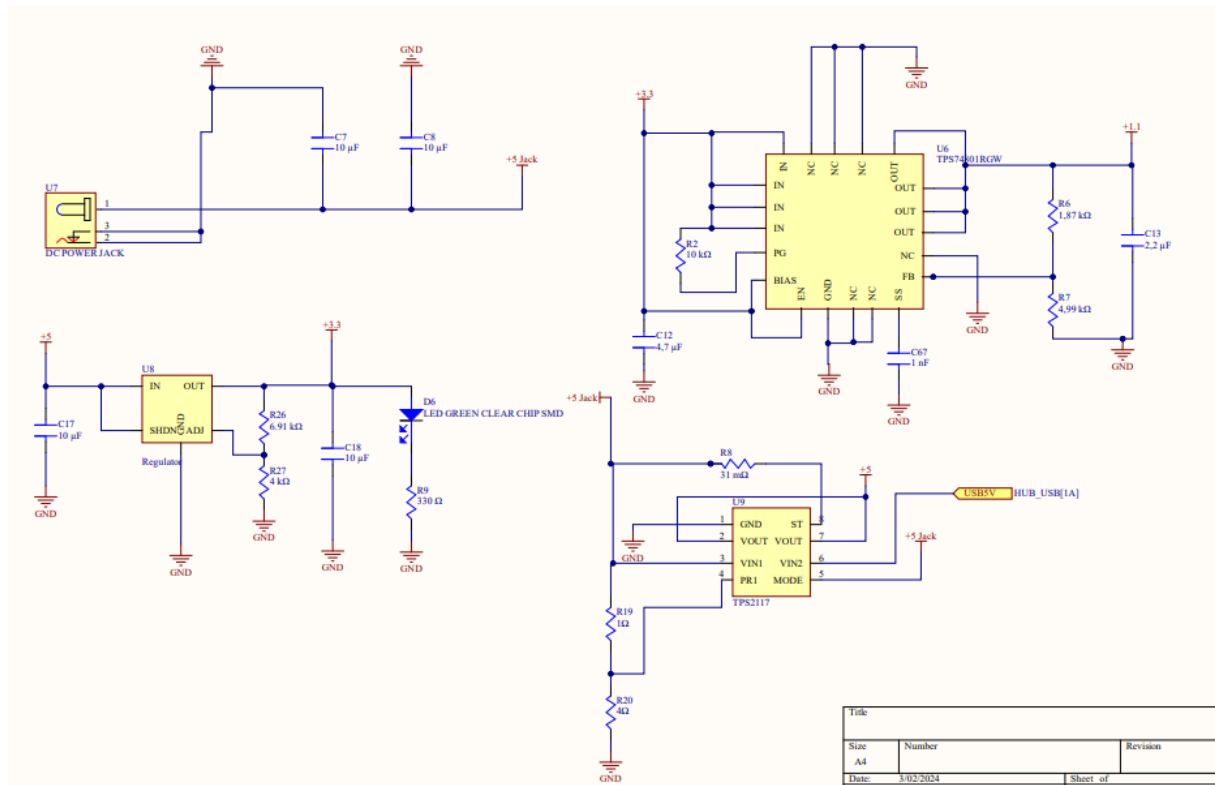 GND
GND
C7
10 µF
C8
10 µF
+5 Jack
U7
1
3
2
DC POWER JACK
+3.3
GND
U6
TPS74801RGW
+1.1
IN
NC
NC
NC
OUT
IN
IN
IN
PG
BIAS
EN
GND
NC
NC
SS
OUT
OUT
OUT
NC
FB
R2
10 kΩ
R6
1,87 kΩ
R7
4,99 kΩ
C13
2,2 µF
GND
GND
C12
4,7 µF
GND
GND
C67
1 nF
GND
+5
+3.3
U8
IN OUT
SHDN ADJ
GND
Regulator
C17
10 µF
GND
R26
6.91 kΩ
R27
4 kΩ
GND
GND
C18
10 µF
GND
D6
LED GREEN CLEAR CHIP SMD
R9
330 Ω
GND
+5 Jack
R8
31 mΩ
+5
USB5V HUB_USB[1A]
U9
1 GND ST 8
2 VOUT VOUT 7
3 VIN1 VIN2 6
4 PR1 MODE 5
TPS2117
GND
+5 Jack
R19
1Ω
R20
4Ω
GND
Title
Size Number Revision
A4
Date: 3/02/2024 Sheet of